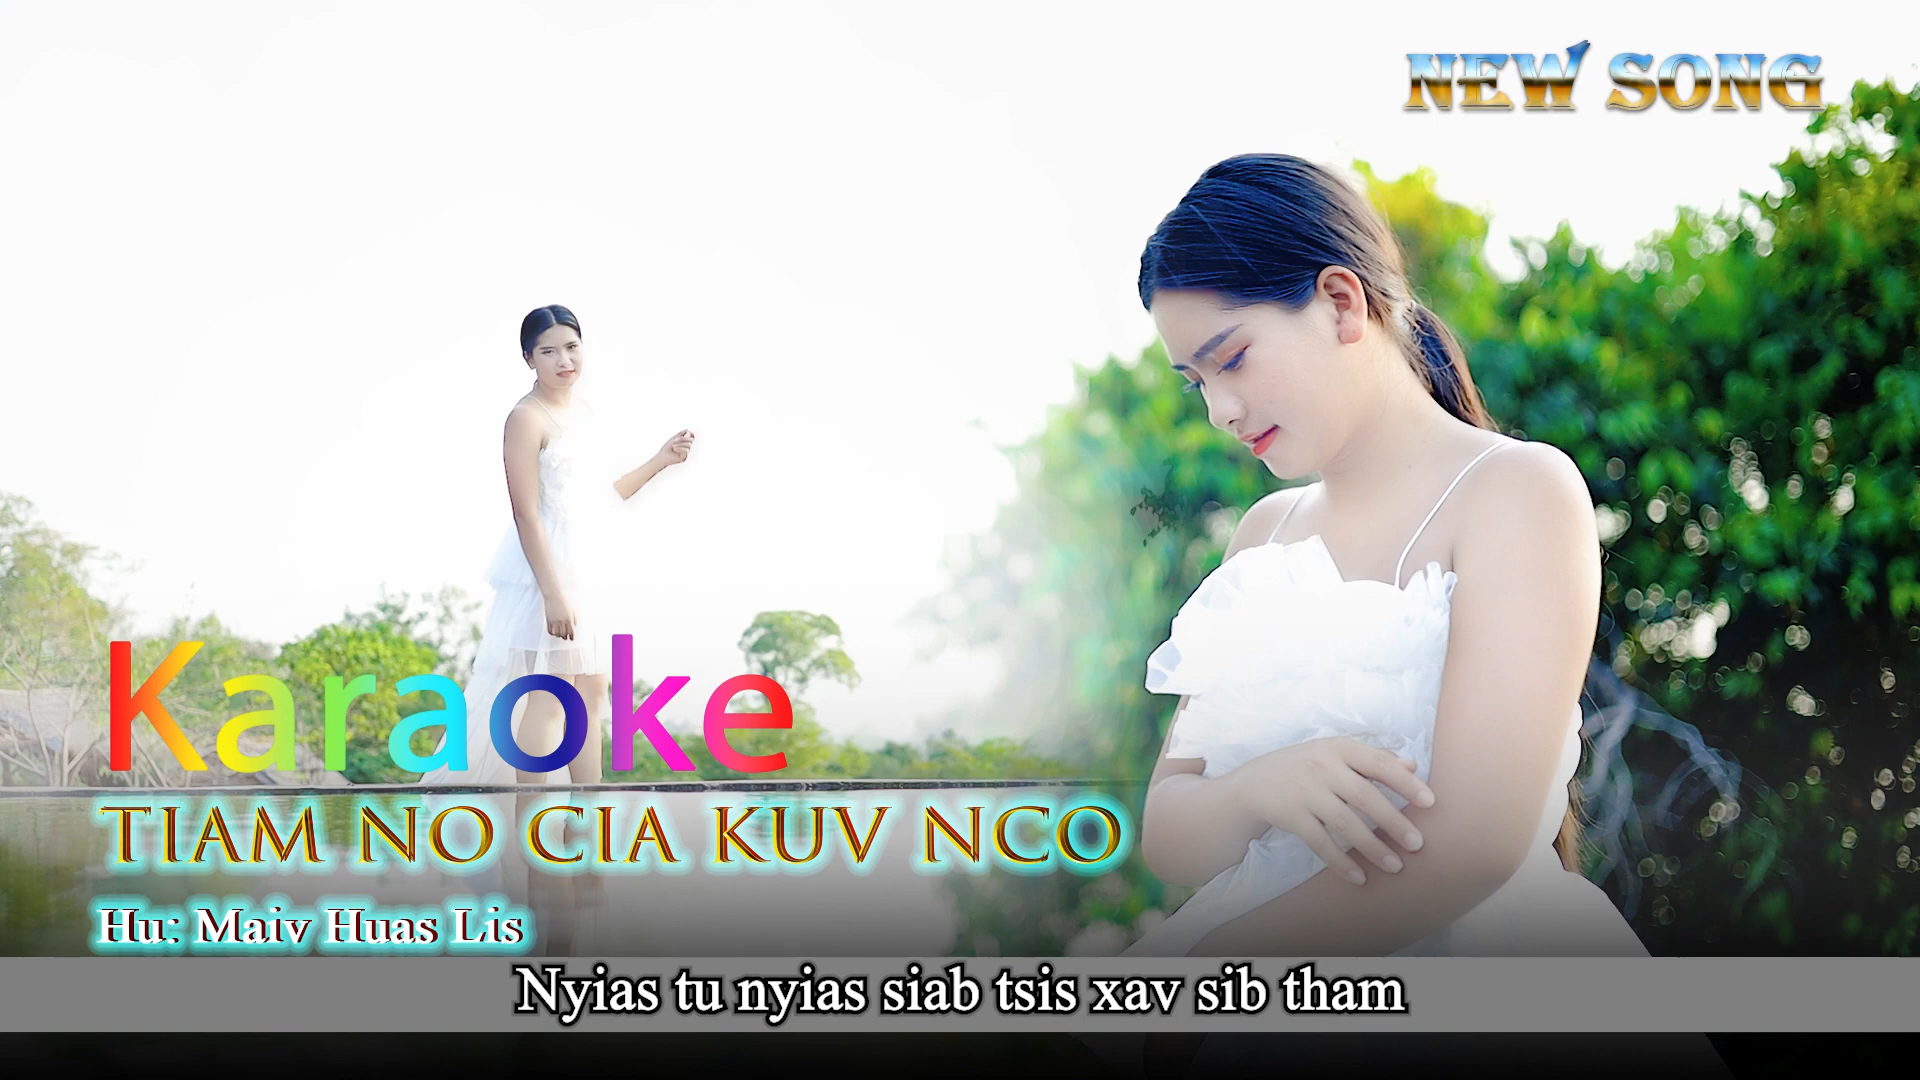 NEW SONG
Karaoke
TIAM NO CIA KUV NCO
Hu: Maiv Huas Lis
Nyias tu nyias siab tsis xav sib tham